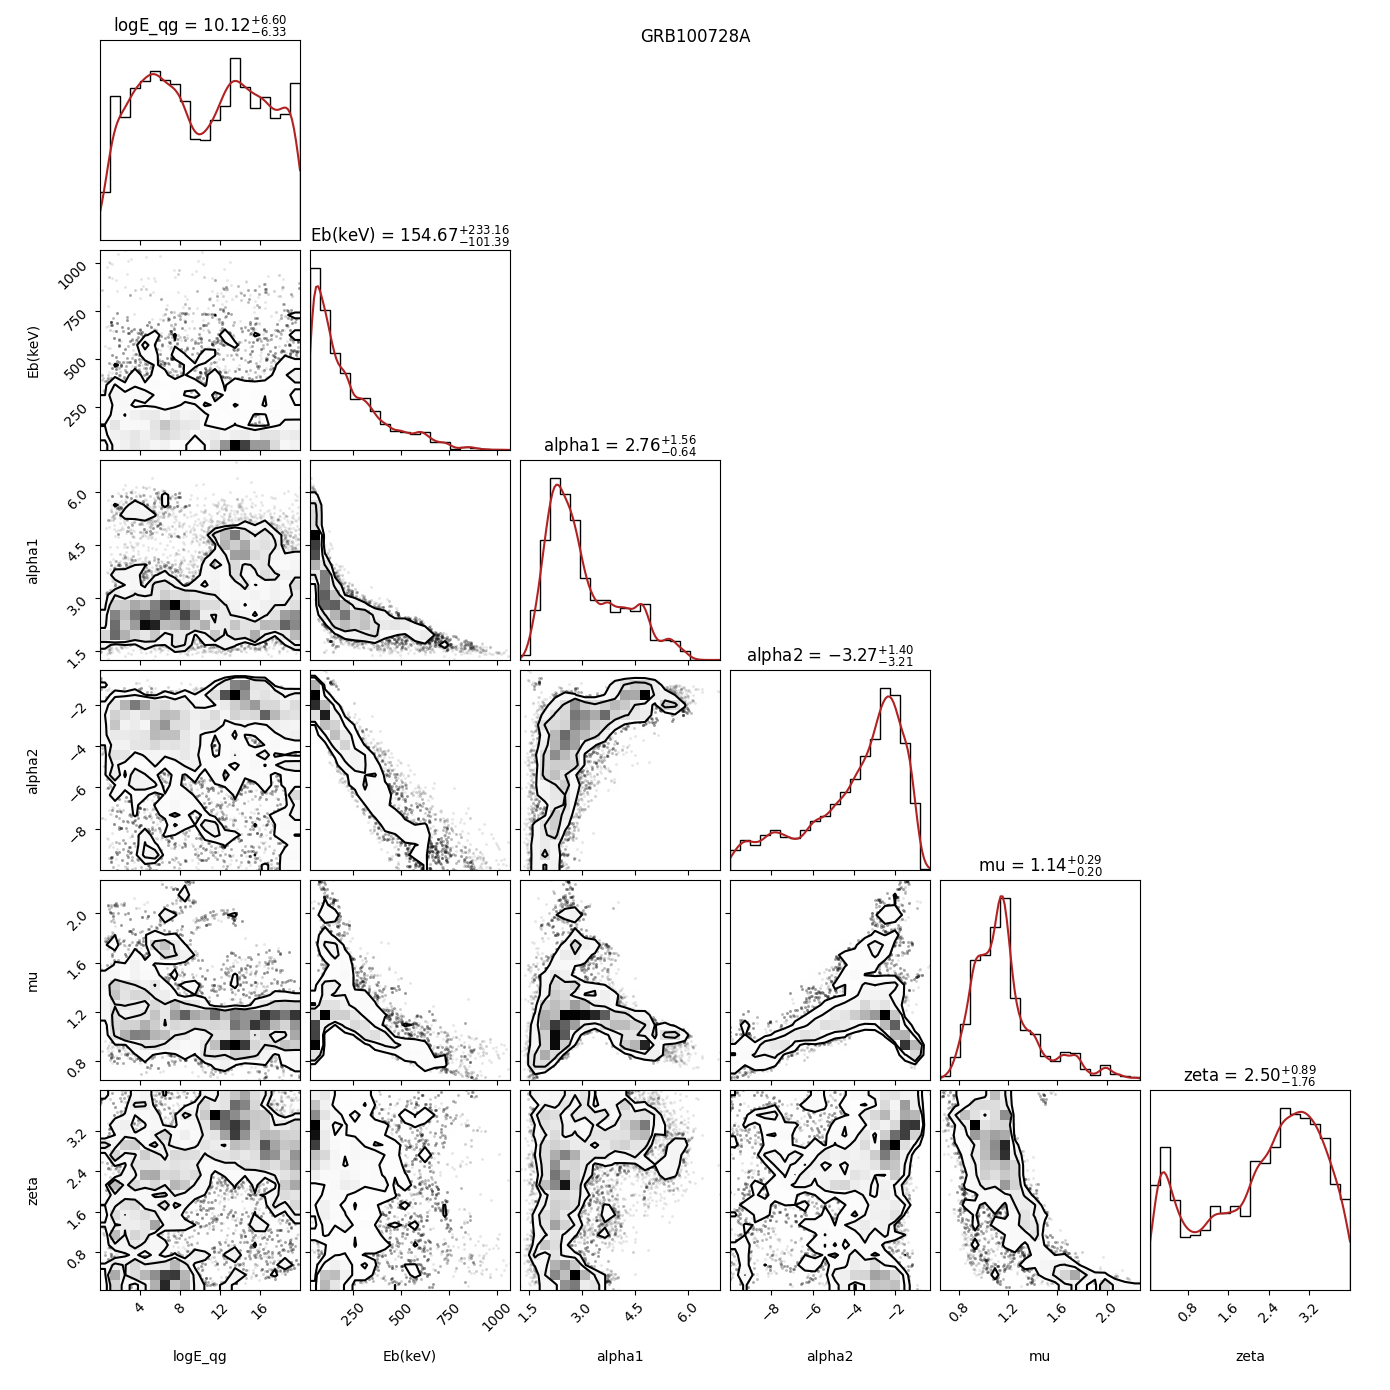 GRB100728A
logE_qg = 10.12+6.60 −6.33
Eb(keV) = 154.67+233.16 −101.39
alpha1 = 2.76+1.56 −0.64
alpha2 = −3.27+1.40 −3.21
mu = 1.14+0.29 −0.20
zeta = 2.50+0.89 −1.76
Eb(keV)
1000
750
500
250
alpha1
6.0
4.5
3.0
1.5
alpha2
−2
−4
−6
−8
mu
2.0
1.6
1.2
0.8
zeta
3.2
2.4
1.6
0.8
4 8 12 16
250 500 750 1000
1.5 3.0 4.5 6.0
−8 −6 −4 −2
0.8 1.2 1.6 2.0
0.8 1.6 2.4 3.2
logE_qg Eb(keV) alpha1 alpha2 mu zeta